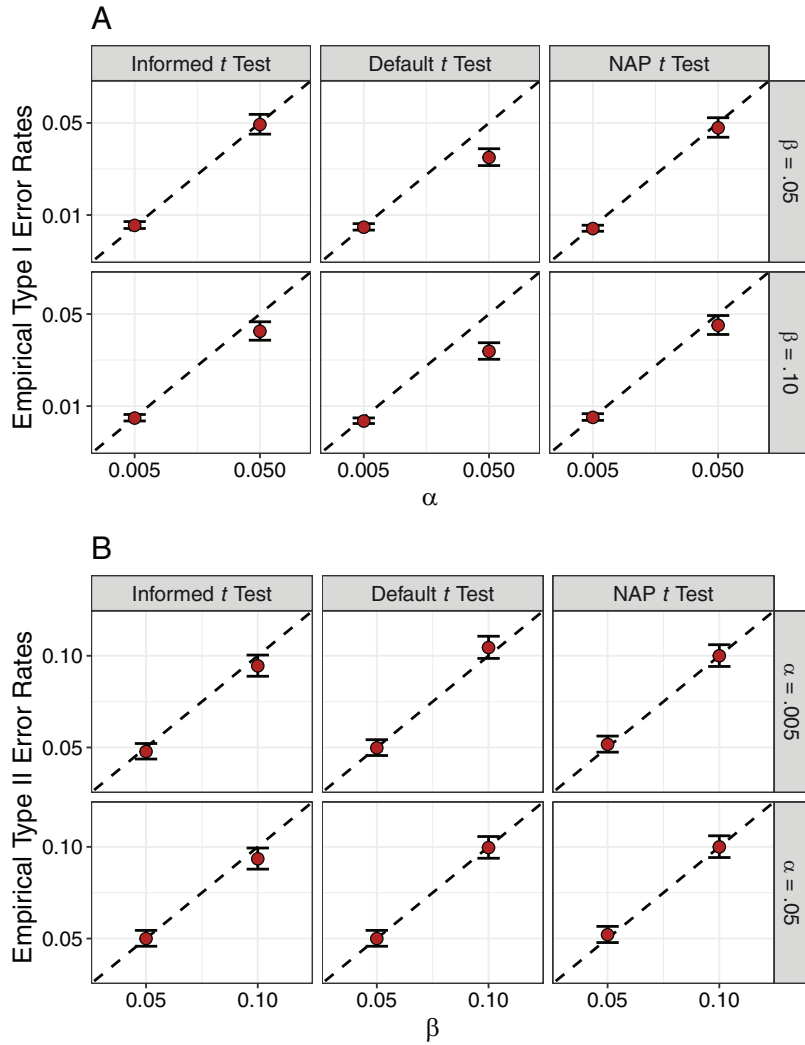 A
Informed t Test
Default t Test
NAP t Test
Empirical Type I Error Rates
0.05
0.01
β = .05
0.05
0.01
β = .10
0.005
0.050
0.005
0.050
0.005
0.050
α
B
Informed t Test
Default t Test
NAP t Test
Empirical Type II Error Rates
0.10
0.05
α = .005
0.10
0.05
α = .05
0.05
0.10
0.05
0.10
0.05
0.10
β